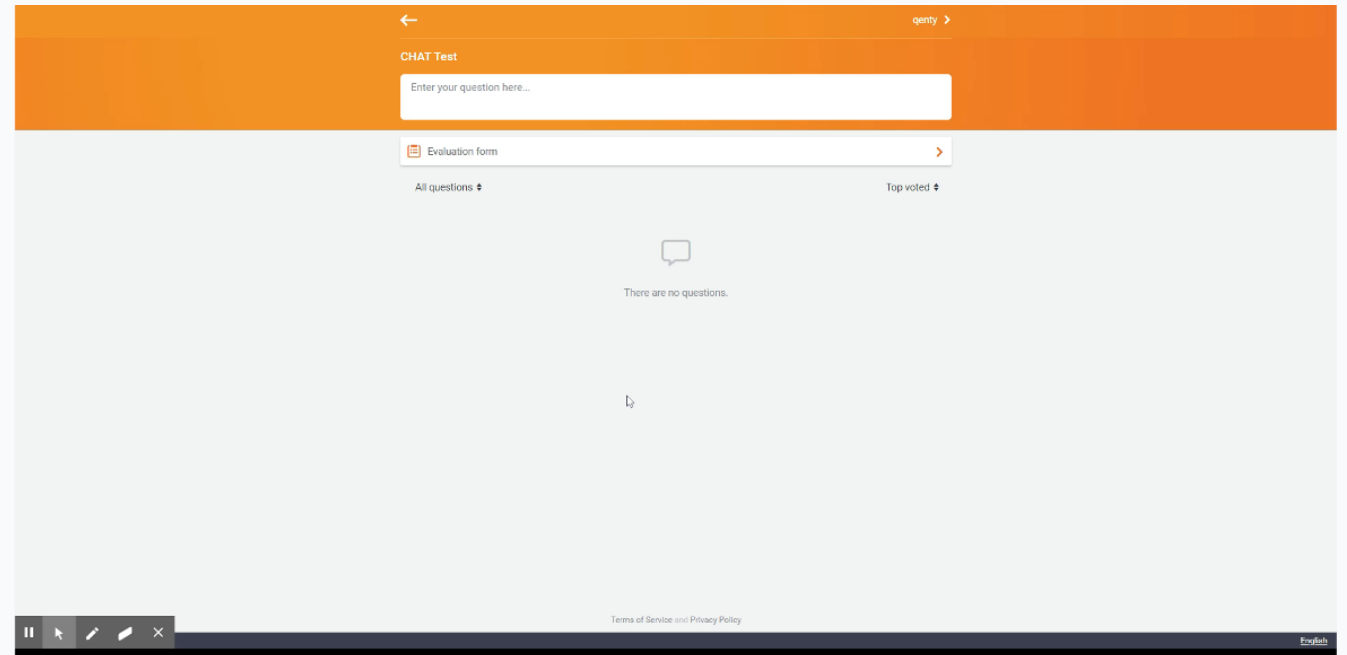 qenty
CHAT Test
Enter your question here...
Evaluation form
All questions
Top voted
There are no questions.
Terms of Service and Privacy Policy
English